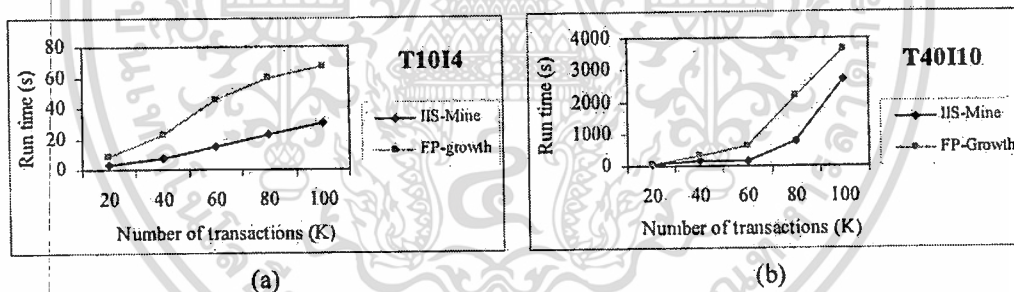 T10I4
Run time (s)
80
60
40
20
0
20 40 60 80 100
Number of transactions (K)
IIS-Mine
FP-growth
(a)
T40I10
Run time (s)
4000
3000
2000
1000
0
20 40 60 80 100
Number of transactions (K)
IIS-Mine
FP-Growth
(b)